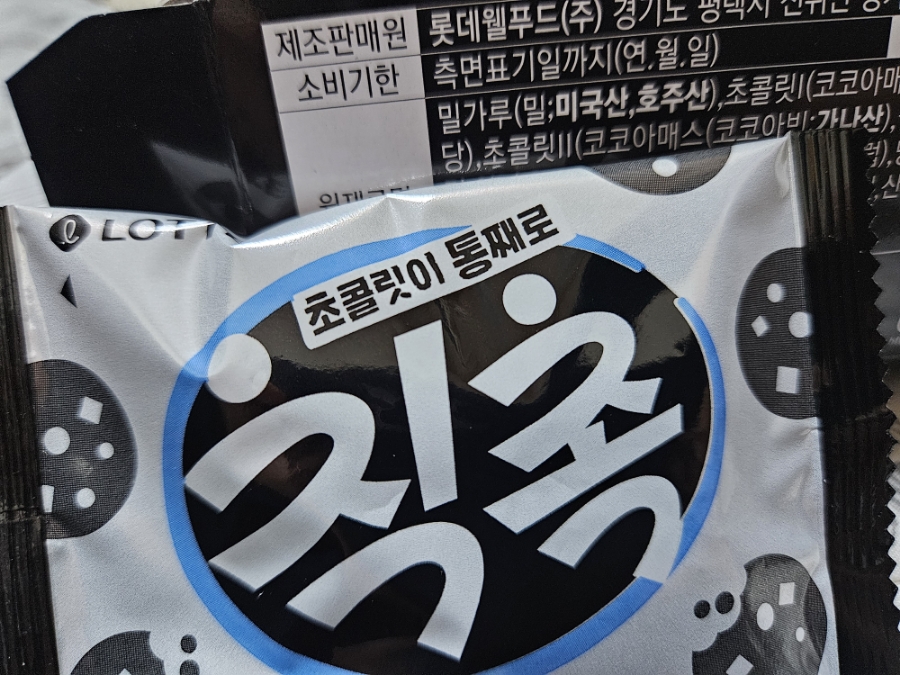 제조판매원 롯데웰푸드(주) 경기도 평택시
소비기한 측면표기일까지(연.월.일)
밀가루(밀;미국산,호주산),초콜릿I(코코아매
당),초콜릿II(코코아매스(코코아빈;가나산),
LOTTE
초콜릿이 통째로
칙촉